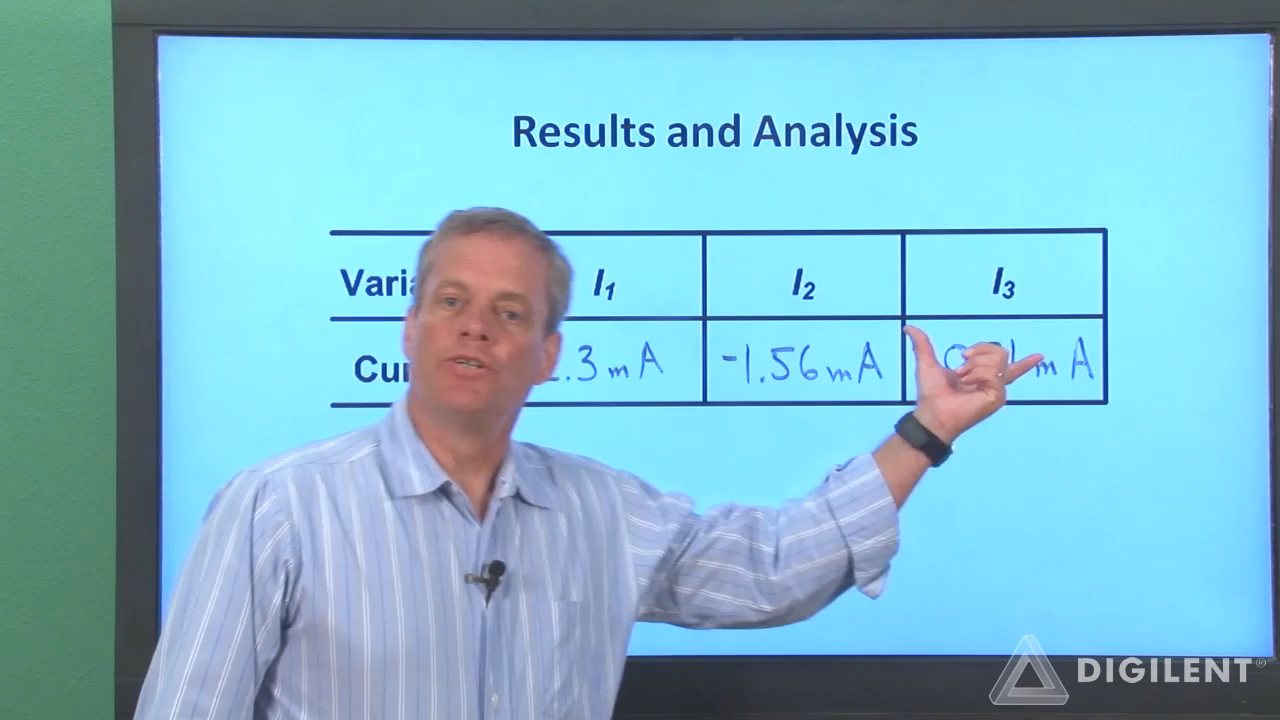 Results and Analysis
I₁ I₂ I₃
.3 mA -1.56 mA mA
DIGILENT®